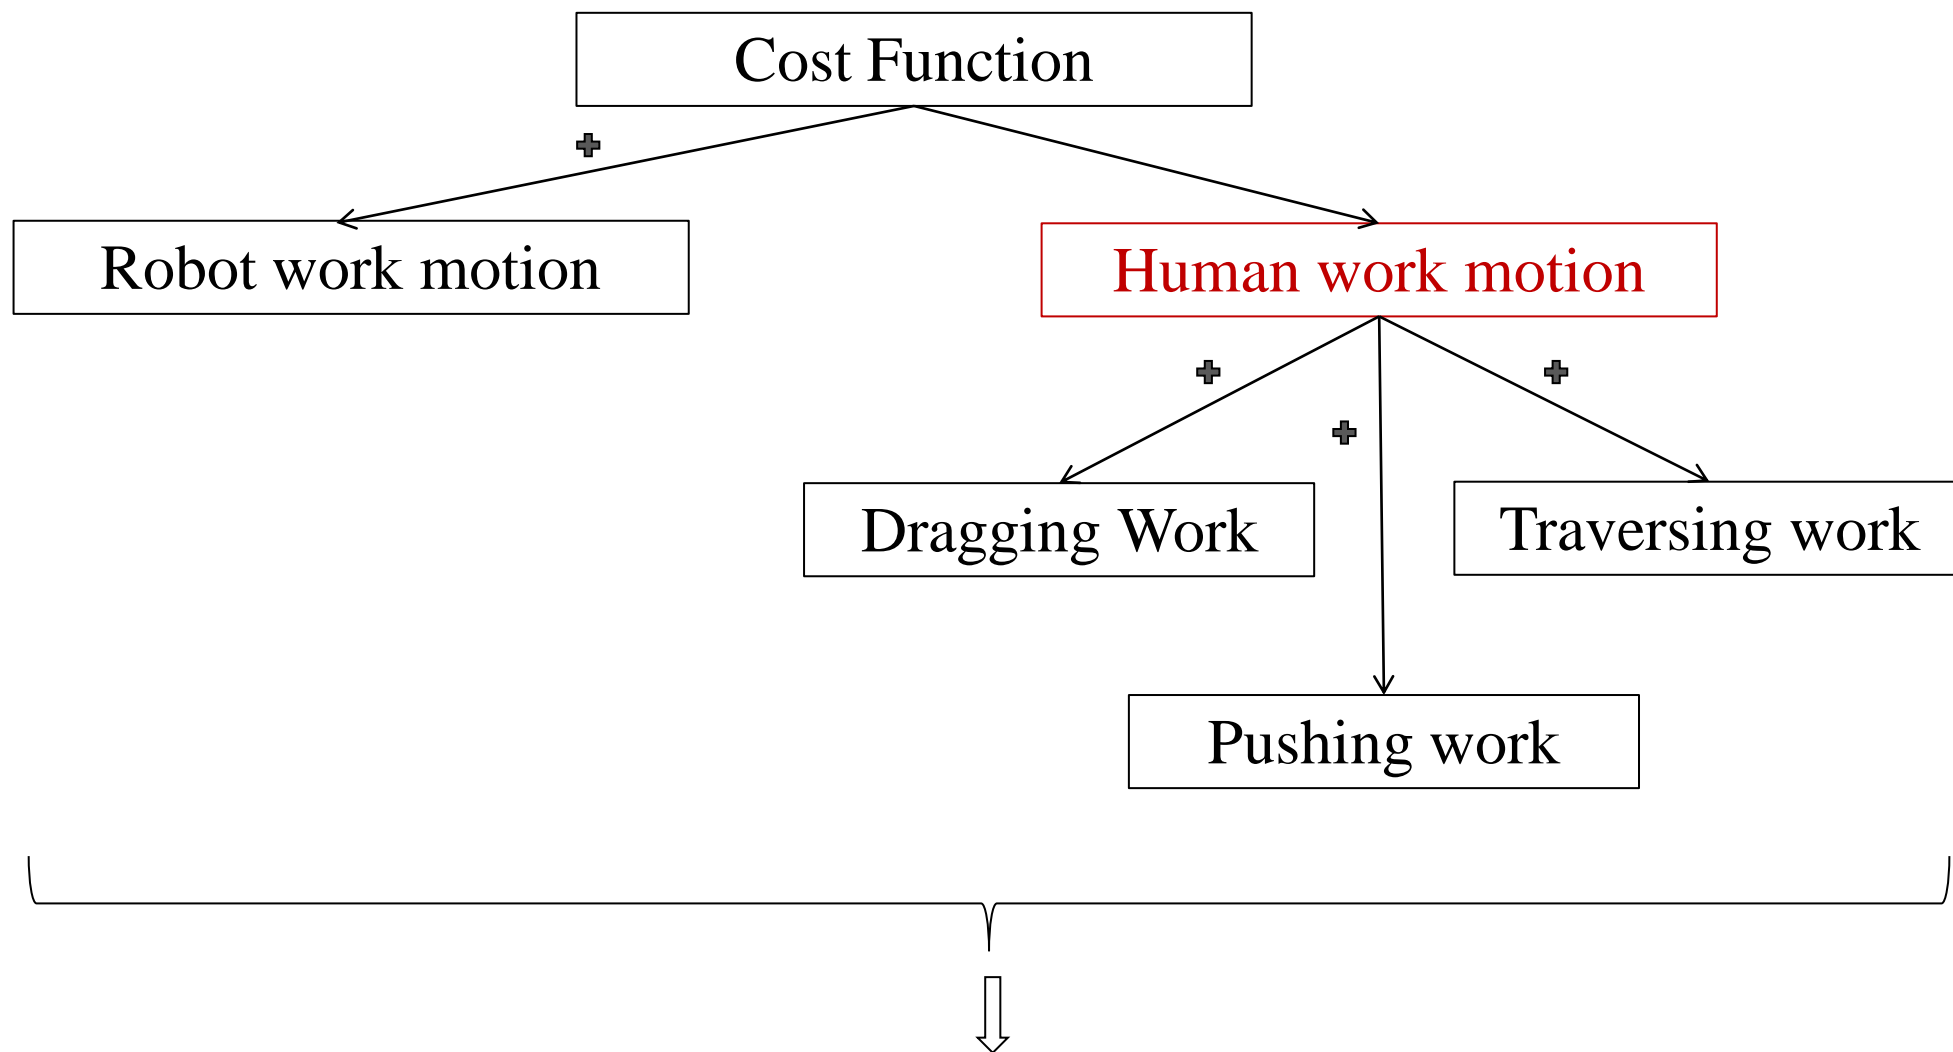 Cost Function
Robot work motion
Human work motion
Dragging Work
Traversing work
Pushing work